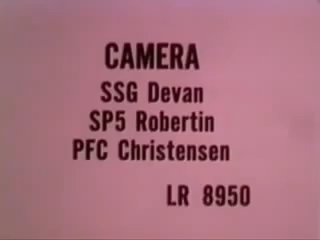 CAMERA
SSG Devan
SP5 Robertin
PFC Christensen
LR 8950